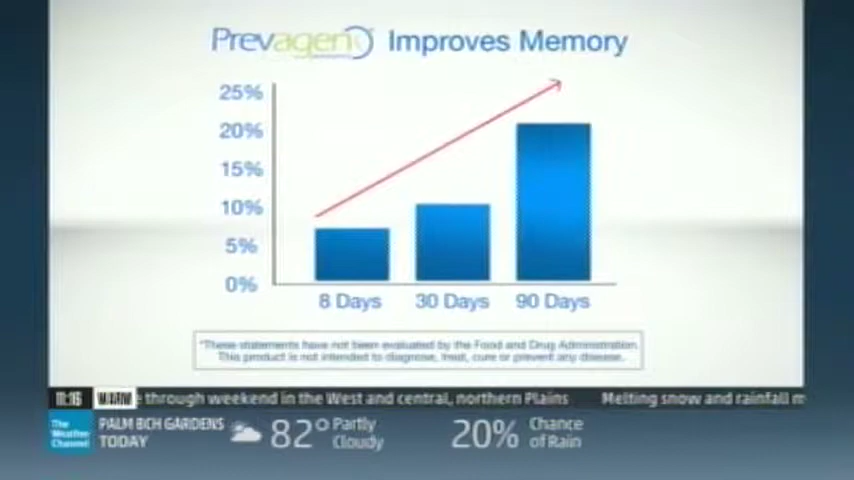 Prevagen Improves Memory
25%
20%
15%
10%
5%
0%
8 Days 30 Days 90 Days
*These statements have not been evaluated by the Food and Drug Administration.
This product is not intended to diagnose, treat, cure or prevent any disease.
11:16 through weekend in the West and central, northern Plains Melting snow and rainfall m
The Weather Channel
PALM BCH GARDENS
TODAY
82° Partly Cloudy
20% Chance of Rain